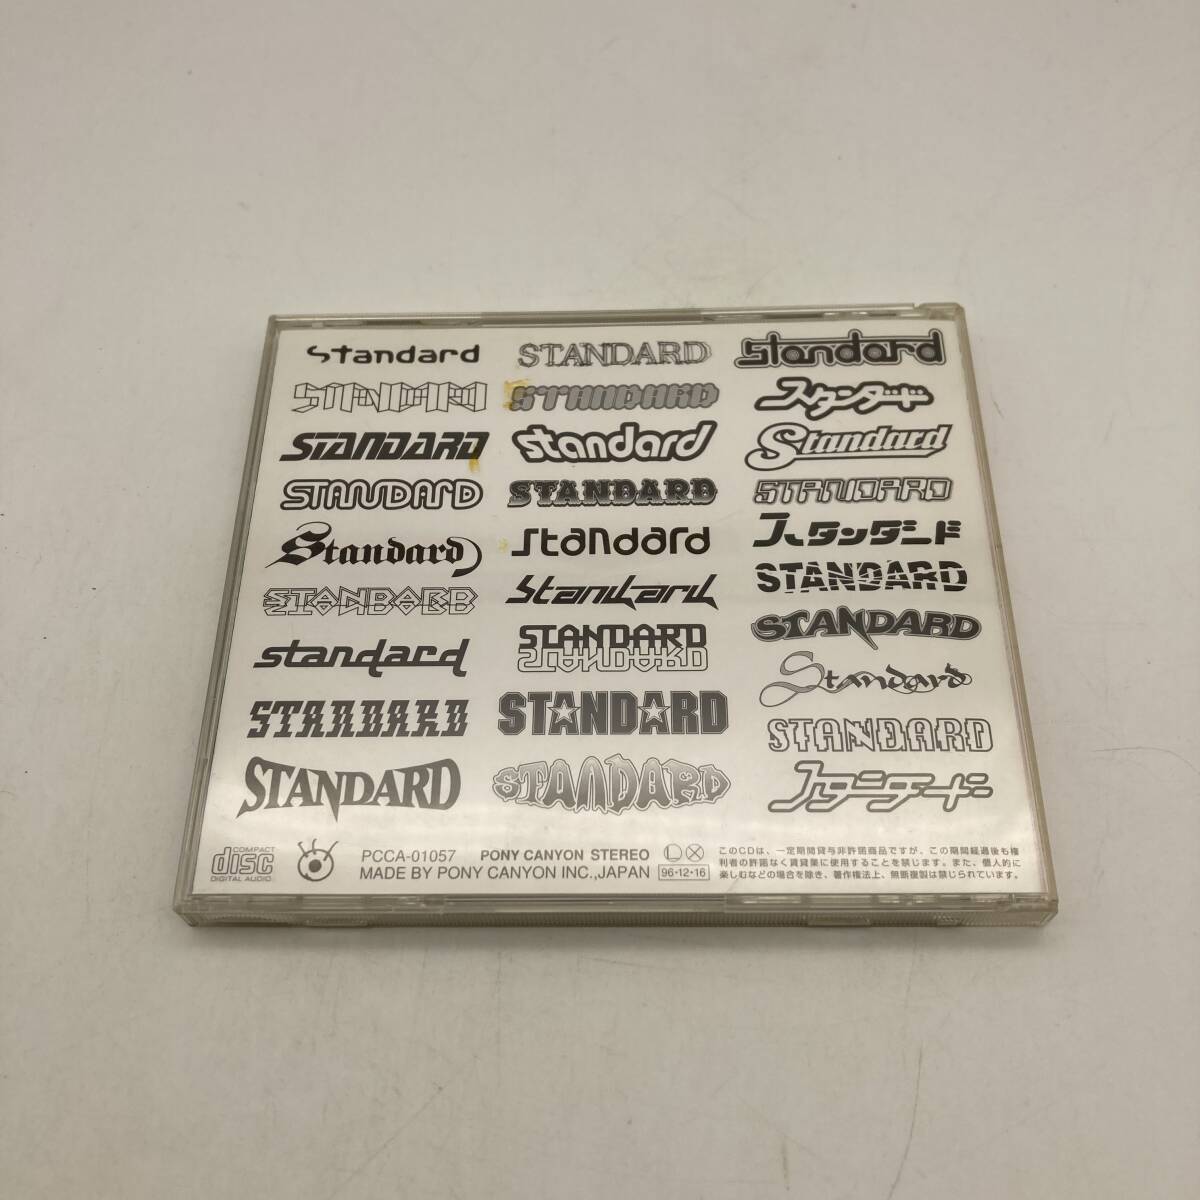 standard
STANDARD
STANDARD
STANDARD
Standard
STANDARD
standard
STANDARD
STANDARD
STANDARD
STANDARD
standard
STANDARD
standard
standard
STANDARD
STANDARD
STANDARD
STANDARD
standard
スタンダード
Standard
STANDARD
スタンダード
STANDARD
STANDARD
Standard
STANDARD
スタンダード
COMPACT
disc
DIGITAL AUDIO
PCCA-01057 PONY CANYON STEREO
MADE BY PONY CANYON INC.,JAPAN
L X
96・12・16
このCDは、一定期間貸与非許諾商品ですが、この期間経過後も権
利者の許諾なく賃貸業に使用することを禁じます。また、個人的に
楽しむなどの場合を除き、著作権法上、無断複製は禁じられています。